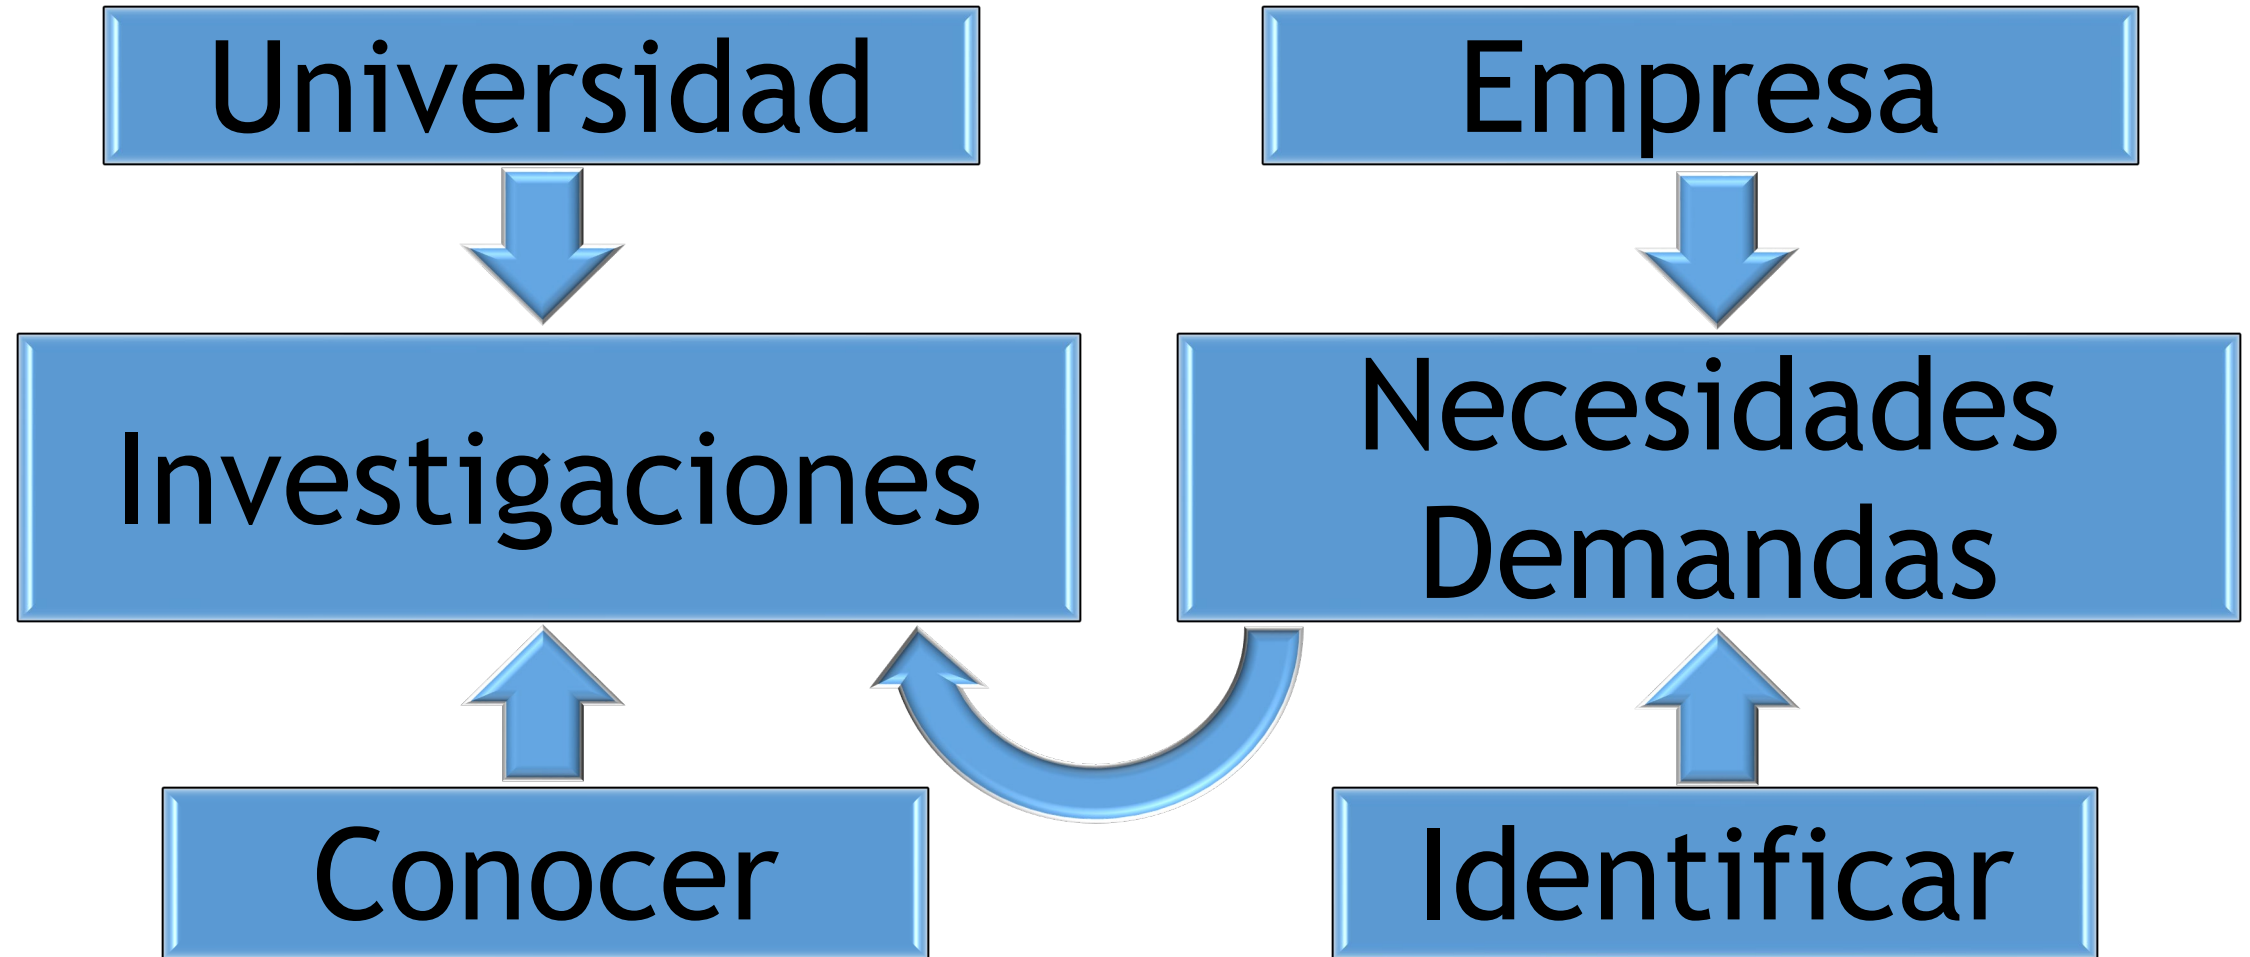 Universidad
Empresa
Investigaciones
Necesidades
Demandas
Conocer
Identificar